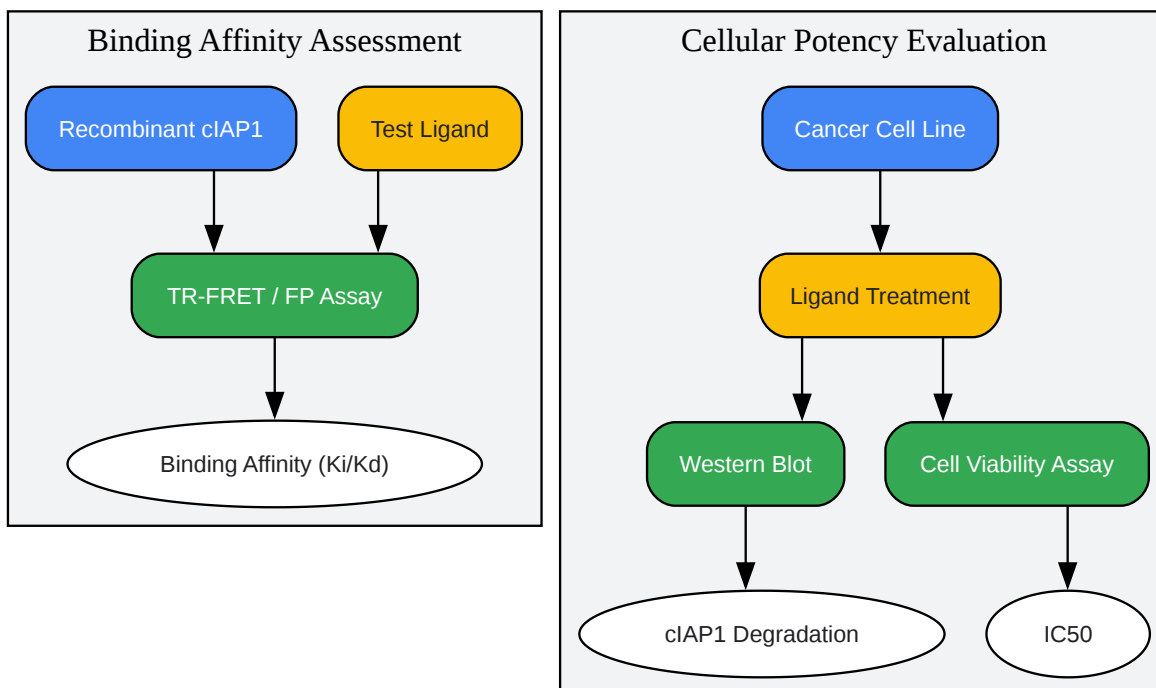 Binding Affinity Assessment
Recombinant cIAP1
Test Ligand
TR-FRET / FP Assay
Binding Affinity (Ki/Kd)
Cellular Potency Evaluation
Cancer Cell Line
Ligand Treatment
Western Blot
Cell Viability Assay
cIAP1 Degradation
IC50